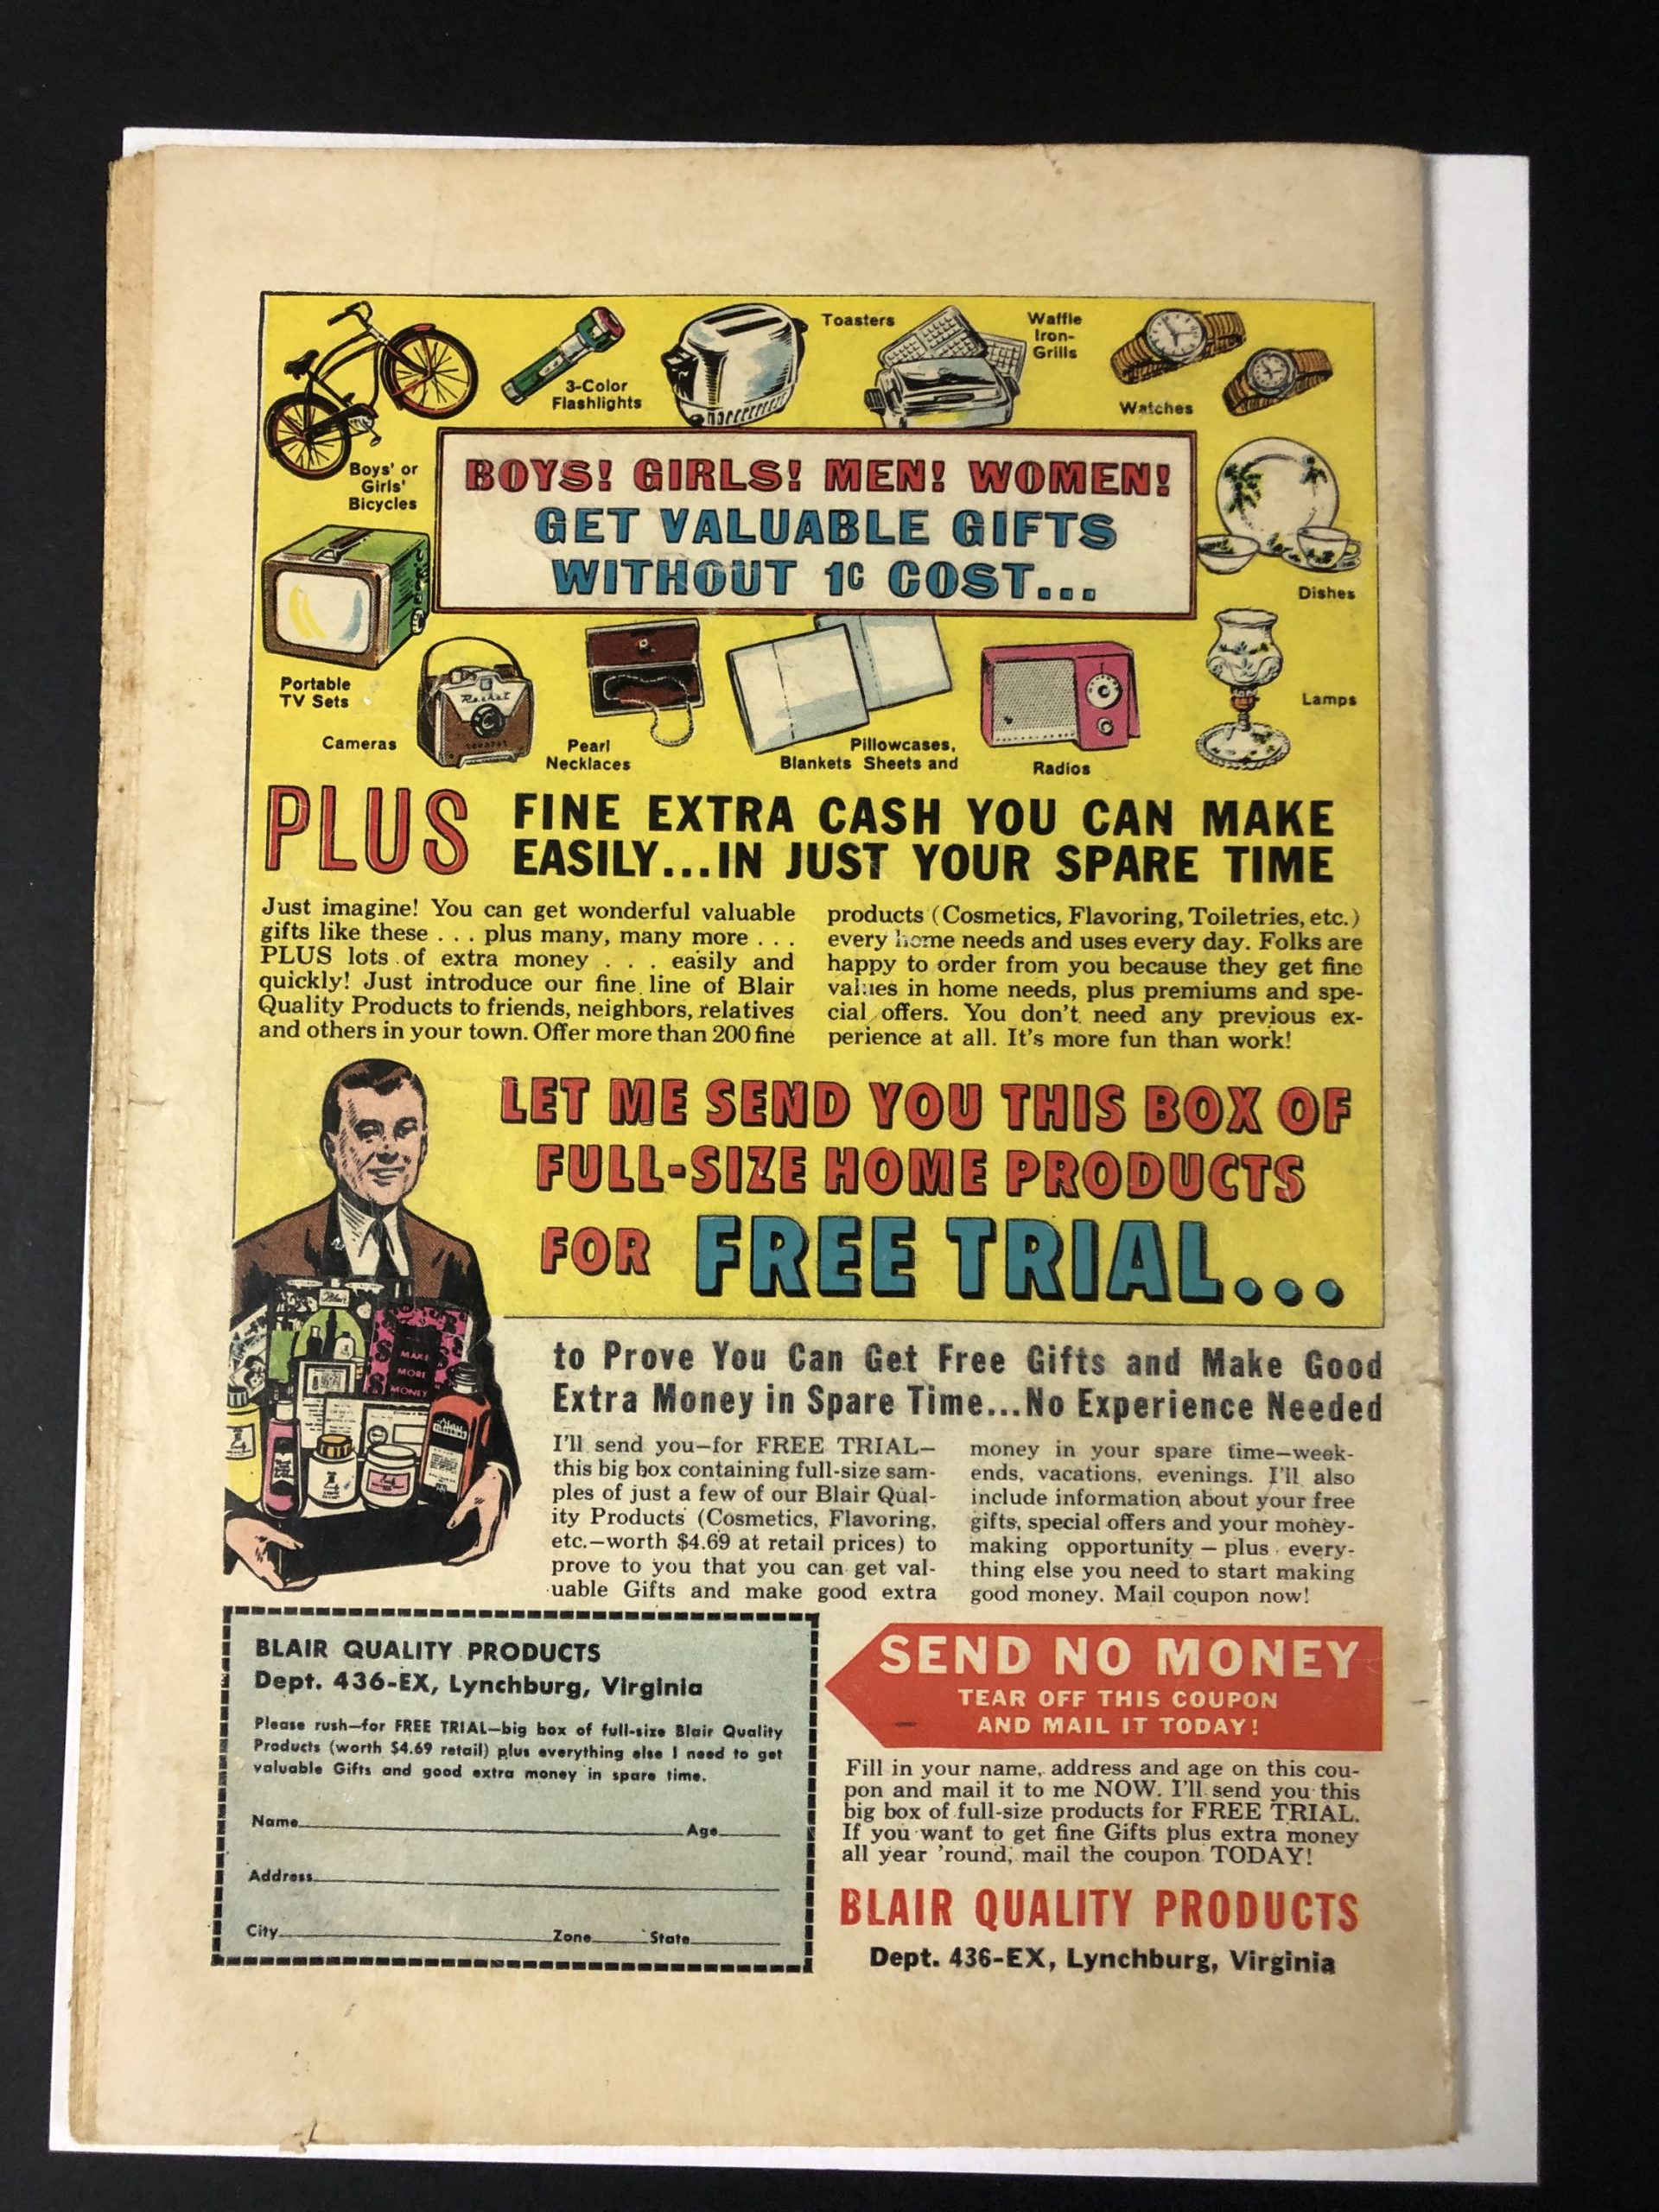 Toasters
Waffle
Iron-
Grills
3-Color
Flashlights
Watches
Boys' or
Girls'
Bicycles
BOYS! GIRLS! MEN! WOMEN!
GET VALUABLE GIFTS
WITHOUT 1¢ COST...
Dishes
Portable
TV Sets
Rocket
Cameras
Pearl
Necklaces
Pillowcases,
Blankets Sheets and
Radios
Lamps
PLUS
FINE EXTRA CASH YOU CAN MAKE
EASILY...IN JUST YOUR SPARE TIME
Just imagine! You can get wonderful valuable
gifts like these . . . plus many, many more . . .
PLUS lots of extra money . . . easily and
quickly! Just introduce our fine line of Blair
Quality Products to friends, neighbors, relatives
and others in your town. Offer more than 200 fine
products (Cosmetics, Flavoring, Toiletries, etc.)
every home needs and uses every day. Folks are
happy to order from you because they get fine
values in home needs, plus premiums and spe-
cial offers. You don't need any previous ex-
perience at all. It's more fun than work!
LET ME SEND YOU THIS BOX OF
FULL-SIZE HOME PRODUCTS
FOR FREE TRIAL...
Blair
MAKE
MORE
MONEY
to Prove You Can Get Free Gifts and Make Good
Extra Money in Spare Time...No Experience Needed
I'll send you—for FREE TRIAL—
this big box containing full-size sam-
ples of just a few of our Blair Qual-
ity Products (Cosmetics, Flavoring,
etc.—worth $4.69 at retail prices) to
prove to you that you can get val-
uable Gifts and make good extra
money in your spare time—week-
ends, vacations, evenings. I'll also
include information about your free
gifts, special offers and your money-
making opportunity — plus every-
thing else you need to start making
good money. Mail coupon now!
BLAIR QUALITY PRODUCTS
Dept. 436-EX, Lynchburg, Virginia
Please rush—for FREE TRIAL—big box of full-size Blair Quality
Products (worth $4.69 retail) plus everything else I need to get
valuable Gifts and good extra money in spare time.
Name Age
Address
City Zone State
SEND NO MONEY
TEAR OFF THIS COUPON
AND MAIL IT TODAY!
Fill in your name, address and age on this cou-
pon and mail it to me NOW. I'll send you this
big box of full-size products for FREE TRIAL.
If you want to get fine Gifts plus extra money
all year 'round, mail the coupon TODAY!
BLAIR QUALITY PRODUCTS
Dept. 436-EX, Lynchburg, Virginia